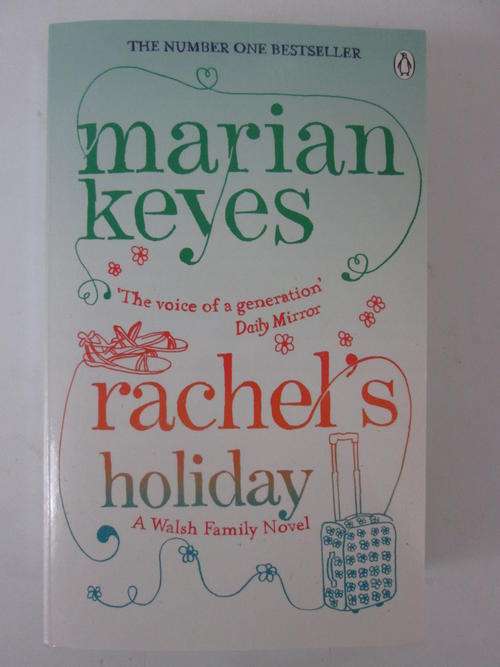 THE NUMBER ONE BESTSELLER
marian
keyes
'The voice of a generation'
Daily Mirror
rachel's
holiday
A Walsh Family Novel